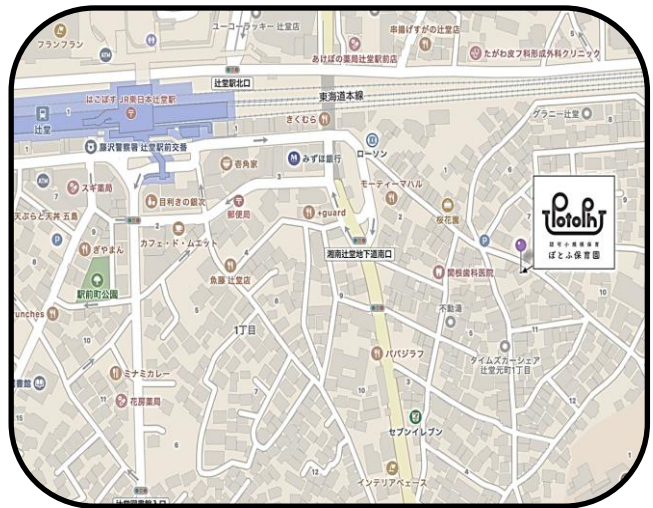 フランフラン
ATM
ユーコーラッキー 辻堂店
あけぼの薬局辻堂駅前店
串揚げすがの辻堂店
たがわ皮フ科形成外科クリニック
辻堂駅北口
はこぽす JR東日本辻堂駅
東海道本線
辻堂
藤沢警察署 辻堂駅前交番
きくむら
グラニー辻堂
壱角家
みずほ銀行
ローソン
ATM
スギ薬局
目利きの銀次
モーティーマハル
天ぷらと天丼 五島
郵便局
+guard
桜花園
PotoPht
認可小規模保育
ぽとふ保育園
P
ぎやまん
カフェ・ド・ムエット
湘南辻堂地下道南口
P
魚藤 辻堂店
関根歯科医院
駅前町公園
unches
不動産
1丁目
パパジラフ
タイムズカーシェア
辻堂元町1丁目
ミナミカレー
書館
花房薬局
セブンイレブン
インテリアベェース